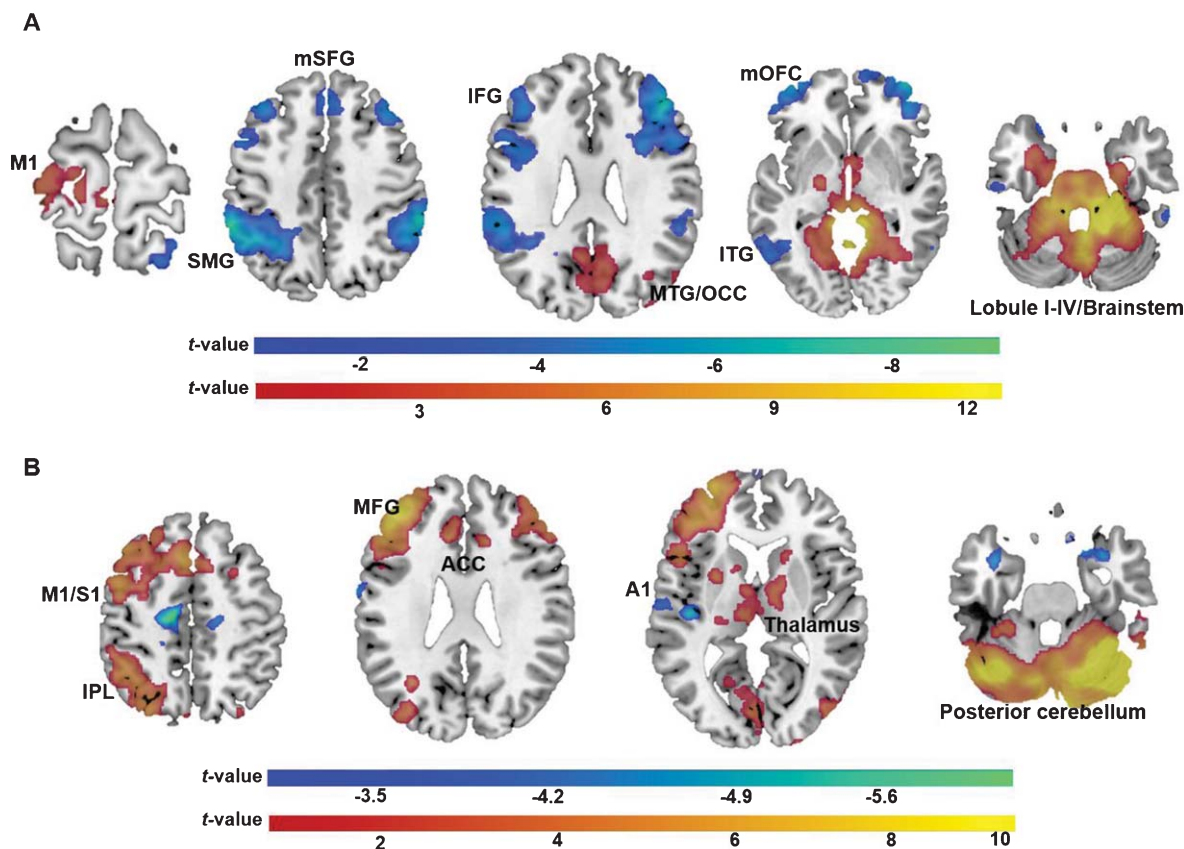 A
mSFG
IFG
mOFC
M1
SMG
MTG/OCC
ITG
Lobule I-IV/Brainstem
t-value
-2 -4 -6 -8
t-value
3 6 9 12
B
MFG
ACC
M1/S1
A1
Thalamus
IPL
Posterior cerebellum
t-value
-3.5 -4.2 -4.9 -5.6
t-value
2 4 6 8 10